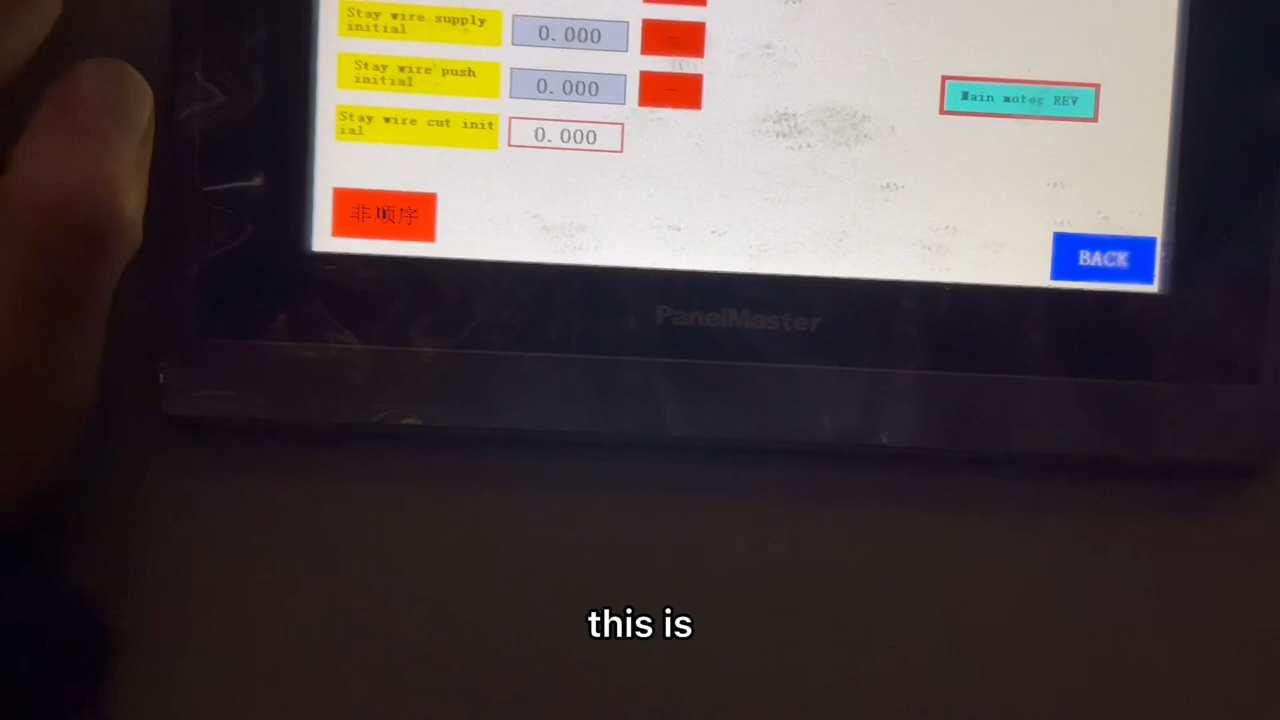 Stay wire supply
initial
0.000
Stay wire push
initial
0.000
-
Main motor REV
Stay wire cut init
ial
0.000
非顺序
BACK
PanelMaster
this is